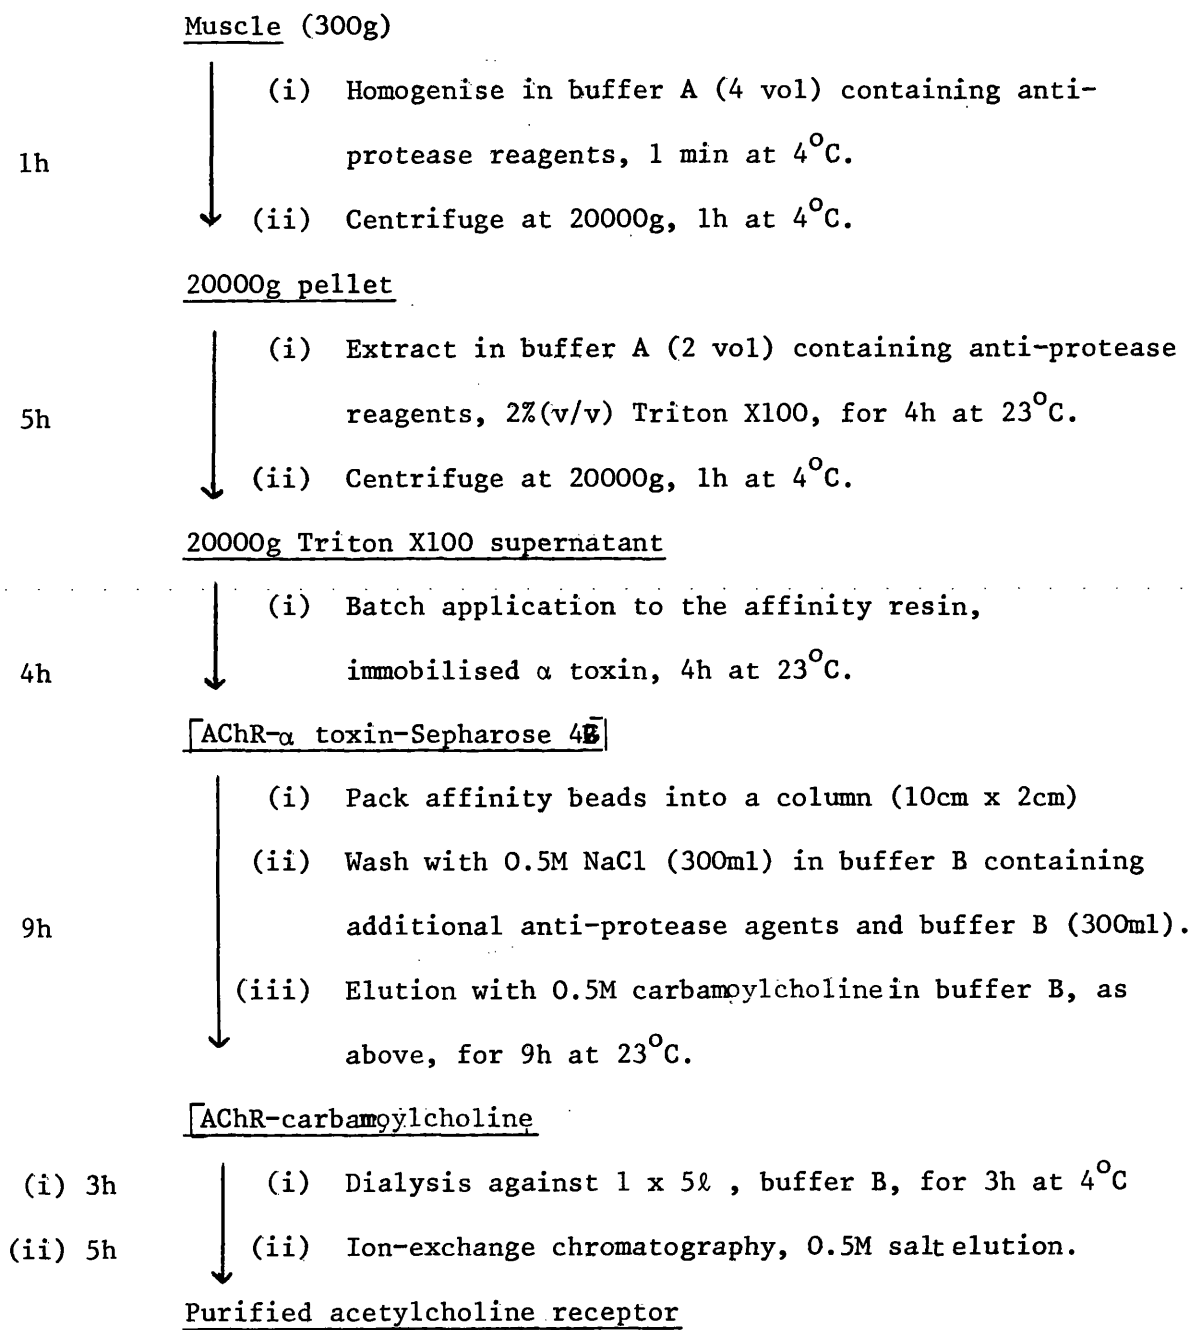 Muscle (300g)
(i) Homogenise in buffer A (4 vol) containing anti-
protease reagents, 1 min at 4°C.
1h
(ii) Centrifuge at 20000g, 1h at 4°C.
20000g pellet
(i) Extract in buffer A (2 vol) containing anti-protease
5h
reagents, 2%(v/v) Triton X100, for 4h at 23°C.
(ii) Centrifuge at 20000g, 1h at 4°C.
20000g Triton X100 supernatant
(i) Batch application to the affinity resin,
4h
immobilised α toxin, 4h at 23°C.
[AChR-α toxin-Sepharose 4B]
(i) Pack affinity beads into a column (10cm x 2cm)
(ii) Wash with 0.5M NaCl (300ml) in buffer B containing
9h
additional anti-protease agents and buffer B (300ml).
(iii) Elution with 0.5M carbamoylcholine in buffer B, as
above, for 9h at 23°C.
[AChR-carbamoylcholine
(i) 3h (i) Dialysis against 1 x 5ℓ , buffer B, for 3h at 4°C
(ii) 5h (ii) Ion-exchange chromatography, 0.5M salt elution.
Purified acetylcholine receptor